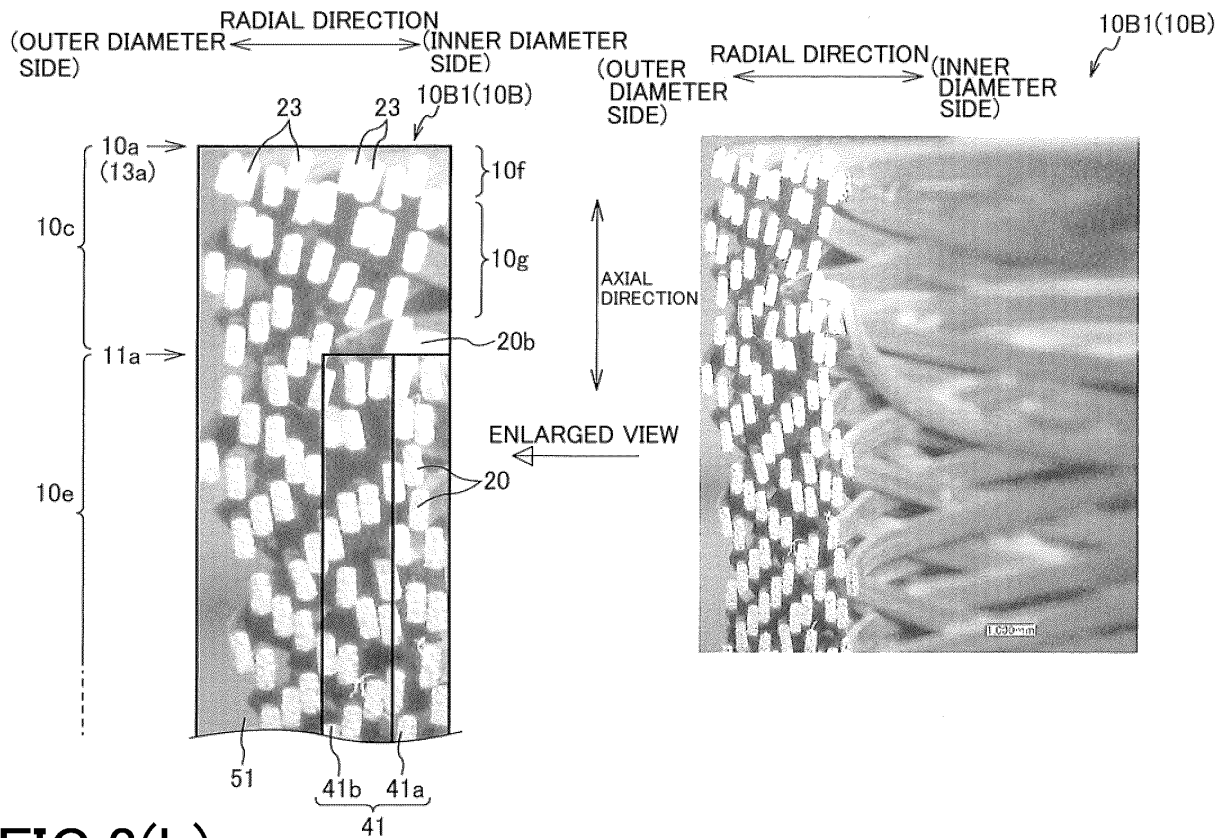 RADIAL DIRECTION
(OUTER DIAMETER SIDE)
(INNER DIAMETER SIDE)
10B1(10B)
23
23
10a
(13a)
10f
10c
10g
11a
20b
10e
20
51
41b
41a
41
AXIAL DIRECTION
ENLARGED VIEW
10B1(10B)
RADIAL DIRECTION
(OUTER DIAMETER SIDE)
(INNER DIAMETER SIDE)